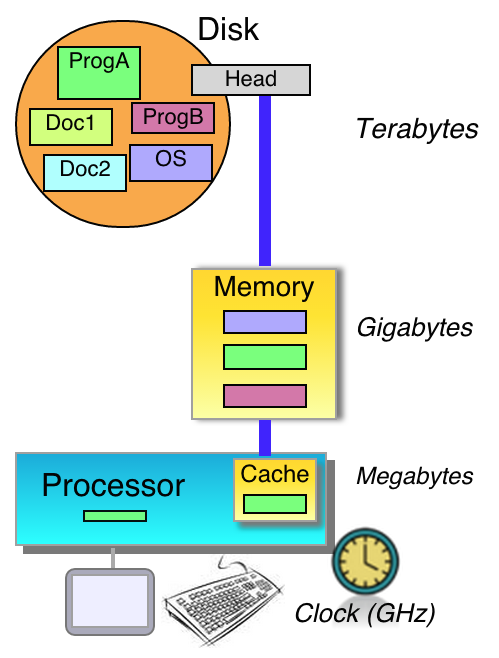 Disk
ProgA
Head
Doc1
ProgB
Terabytes
Doc2
OS
Memory
Gigabytes
Processor
Cache
Megabytes
Clock (GHz)